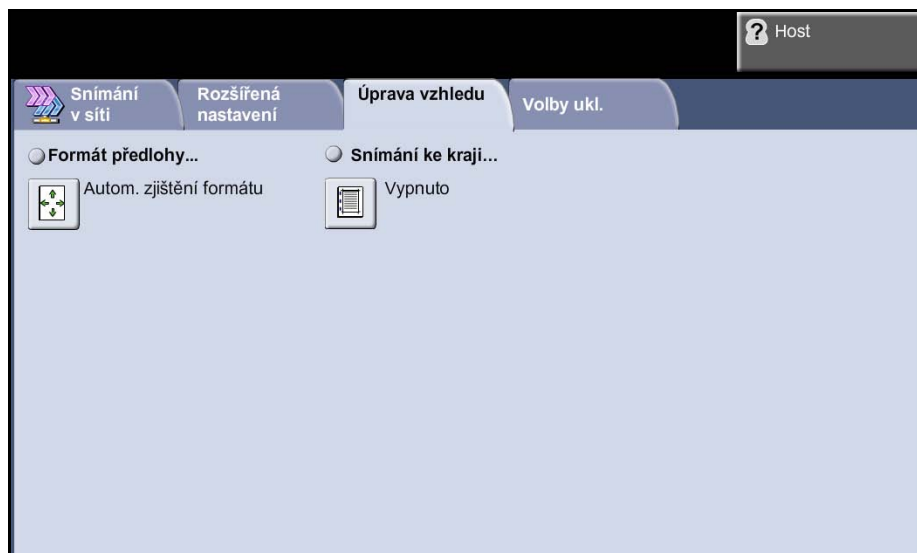 Host
Snímání
v síti
Rozšířená
nastavení
Úprava vzhledu
Volby ukl.
Formát předlohy...
Snímání ke kraji...
Autom. zjištění formátu
Vypnuto